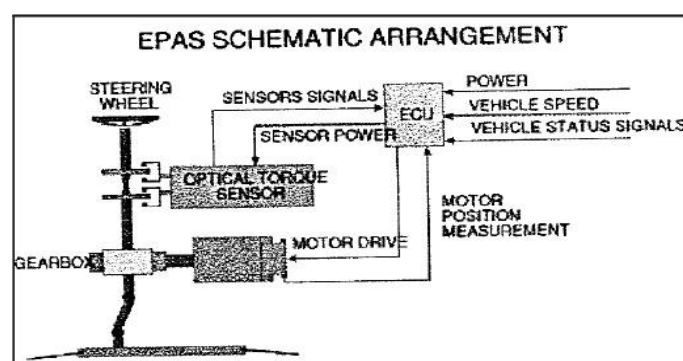 EPAS SCHEMATIC ARRANGEMENT
STEERING
WHEEL
SENSORS SIGNALS
ECU
POWER
VEHICLE SPEED
VEHICLE STATUS SIGNALS
SENSOR POWER
OPTICAL TORQUE
SENSOR
MOTOR
POSITION
MEASUREMENT
MOTOR DRIVE
GEARBOX